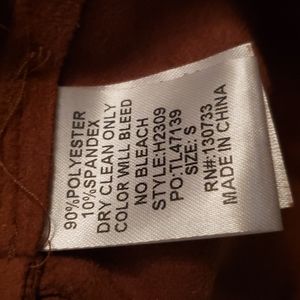 90%POLYESTER
10%SPANDEX
DRY CLEAN ONLY
COLOR WILL BLEED
NO BLEACH
STYLE:H2309
PO:TL47139
SIZE: S
RN#:130733
MADE IN CHINA